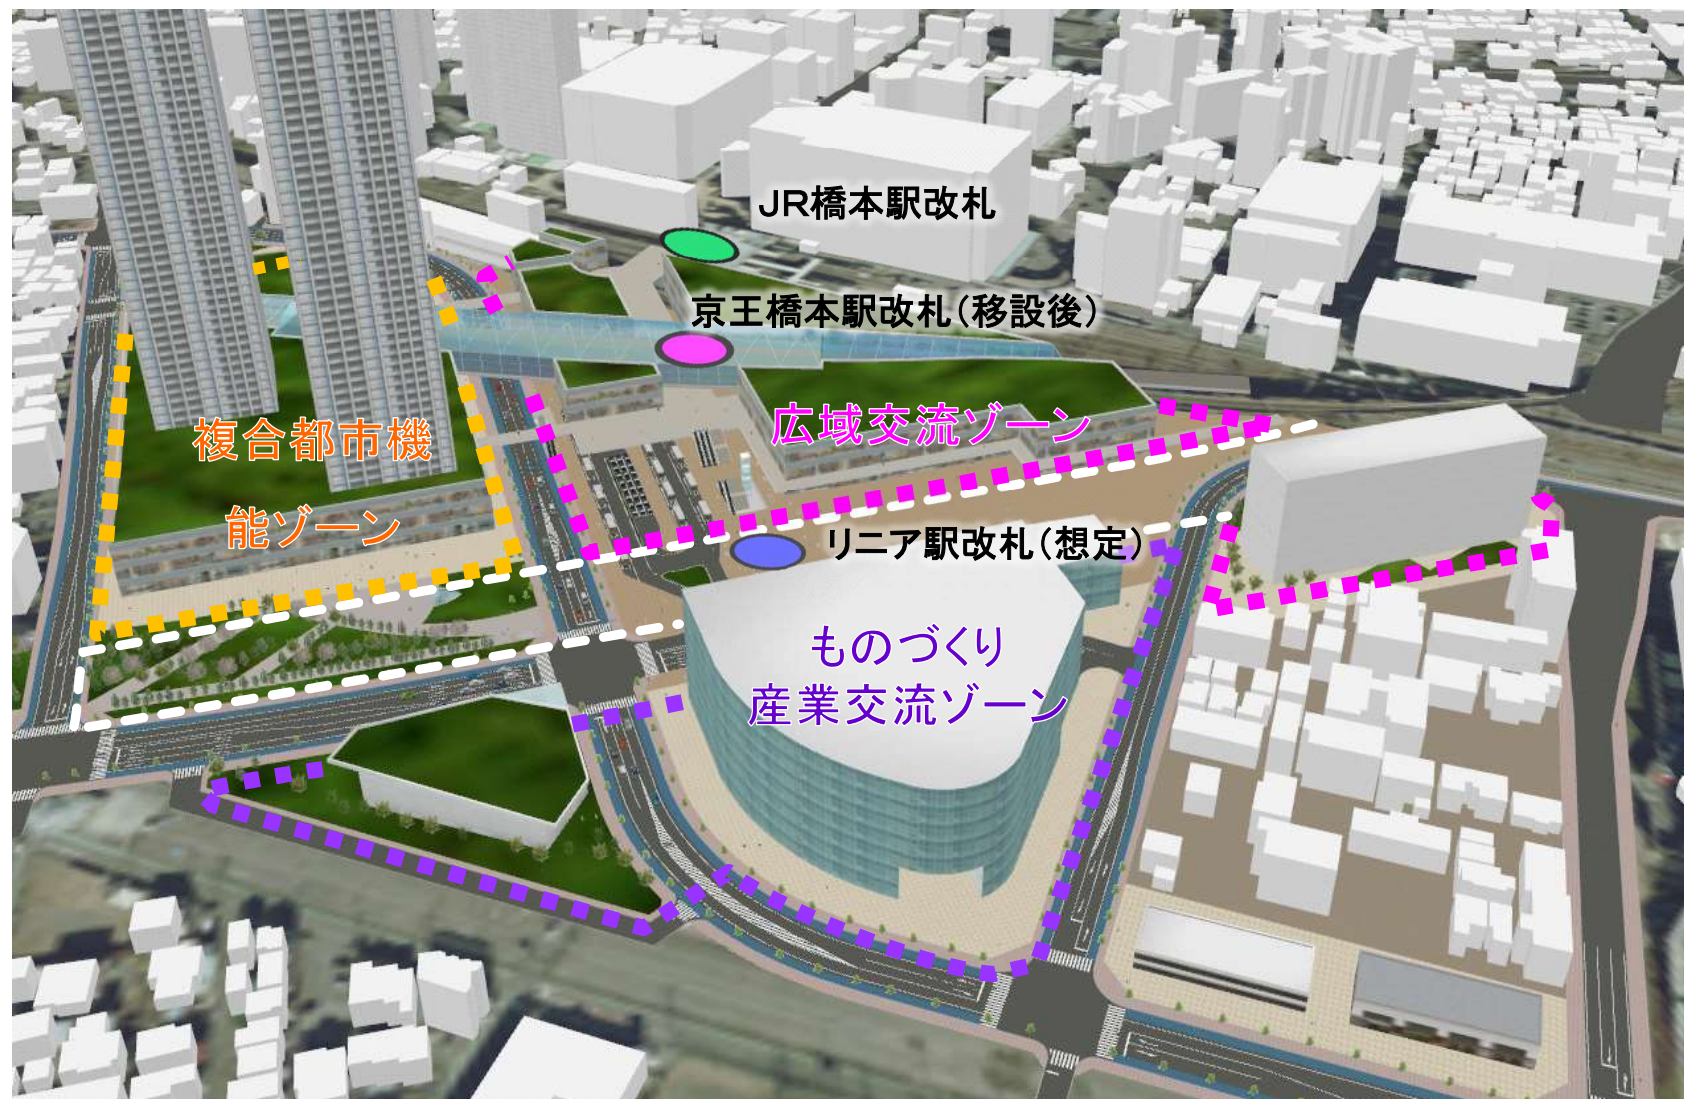 JR橋本駅改札
京王橋本駅改札（移設後）
広域交流ゾーン
複合都市機
能ゾーン
リニア駅改札（想定）
ものづくり
産業交流ゾーン